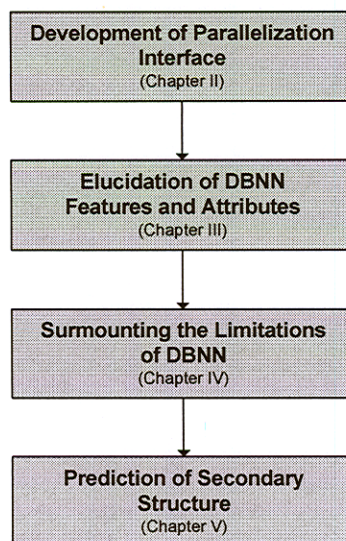 Development of Parallelization
Interface
(Chapter II)
Elucidation of DBNN
Features and Attributes
(Chapter III)
Surmounting the Limitations
of DBNN
(Chapter IV)
Prediction of Secondary
Structure
(Chapter V)